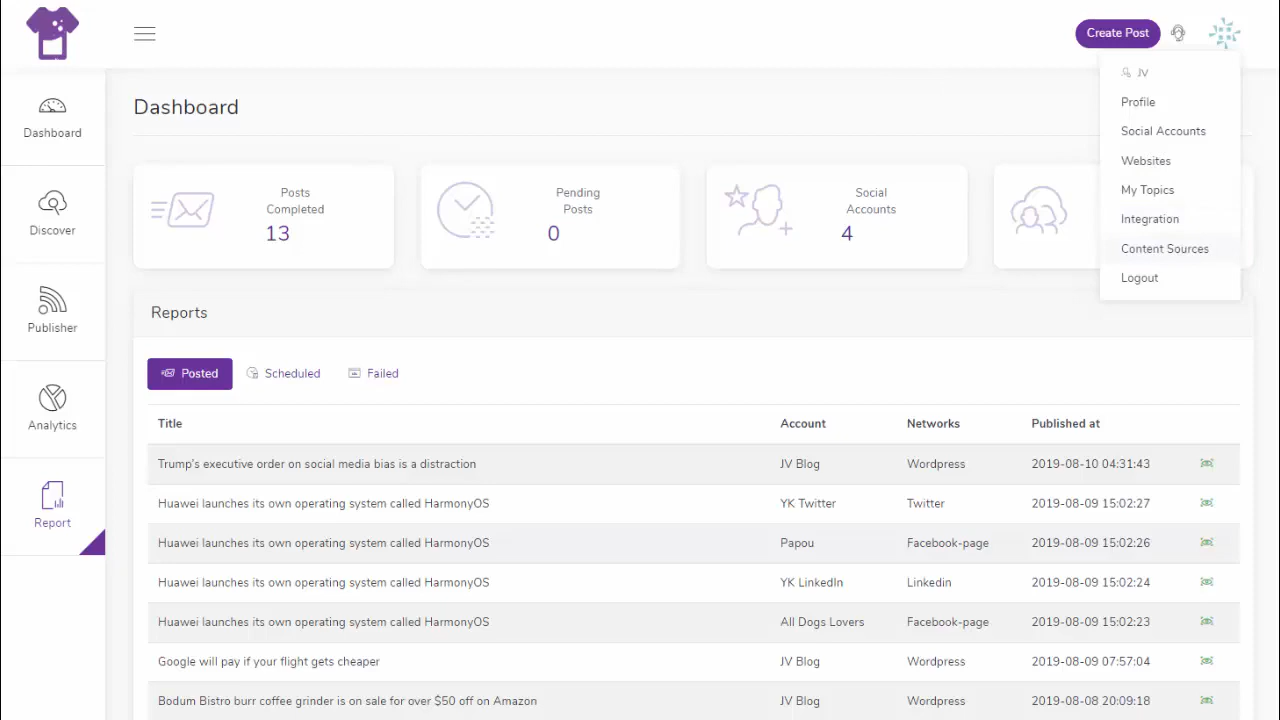 Create Post
JV
Profile
Social Accounts
Websites
My Topics
Integration
Content Sources
Logout
Dashboard
Discover
Publisher
Analytics
Report
Dashboard
Posts
Completed
13
Pending
Posts
0
Social
Accounts
4
Reports
Posted Scheduled Failed
Title Account Networks Published at
Trump's executive order on social media bias is a distraction JV Blog Wordpress 2019-08-10 04:31:43
Huawei launches its own operating system called HarmonyOS YK Twitter Twitter 2019-08-09 15:02:27
Huawei launches its own operating system called HarmonyOS Papou Facebook-page 2019-08-09 15:02:26
Huawei launches its own operating system called HarmonyOS YK LinkedIn Linkedin 2019-08-09 15:02:24
Huawei launches its own operating system called HarmonyOS All Dogs Lovers Facebook-page 2019-08-09 15:02:23
Google will pay if your flight gets cheaper JV Blog Wordpress 2019-08-09 07:57:04
Bodum Bistro burr coffee grinder is on sale for over $50 off on Amazon JV Blog Wordpress 2019-08-08 20:09:18